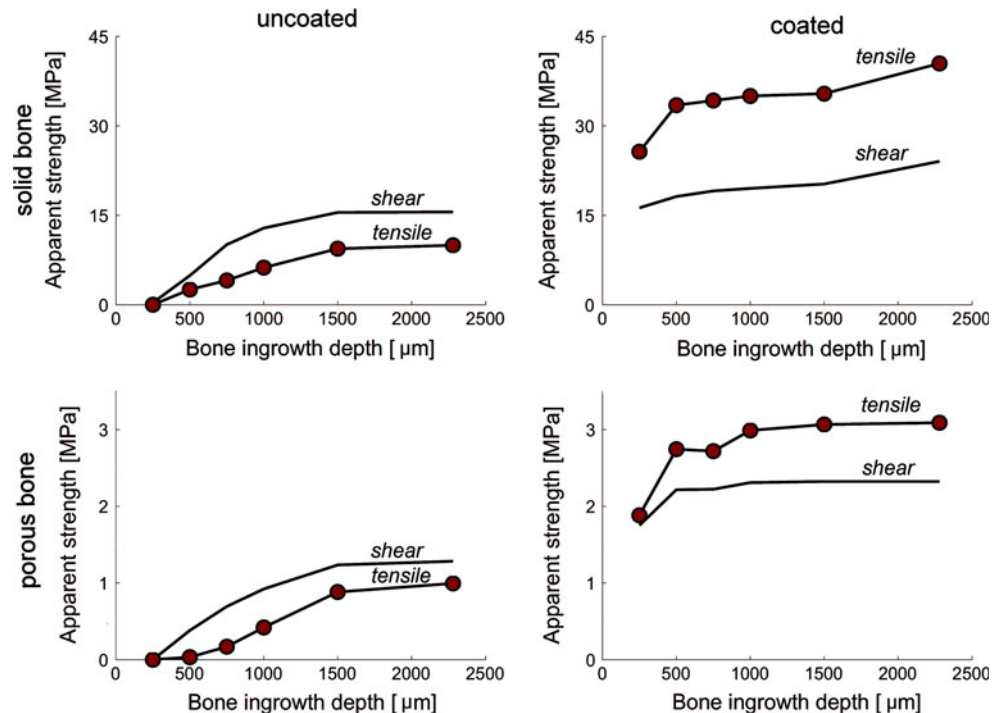 uncoated
coated
solid bone
Apparent strength [MPa]
45
30
15
0
shear
tensile
0
500
1000
1500
2000
2500
Bone ingrowth depth [ µm]
Apparent strength [MPa]
45
30
15
0
tensile
shear
0
500
1000
1500
2000
2500
Bone ingrowth depth [ µm]
porous bone
Apparent strength [MPa]
3
2
1
0
shear
tensile
0
500
1000
1500
2000
2500
Bone ingrowth depth [ µm]
Apparent strength [MPa]
3
2
1
0
tensile
shear
0
500
1000
1500
2000
2500
Bone ingrowth depth [ µm]